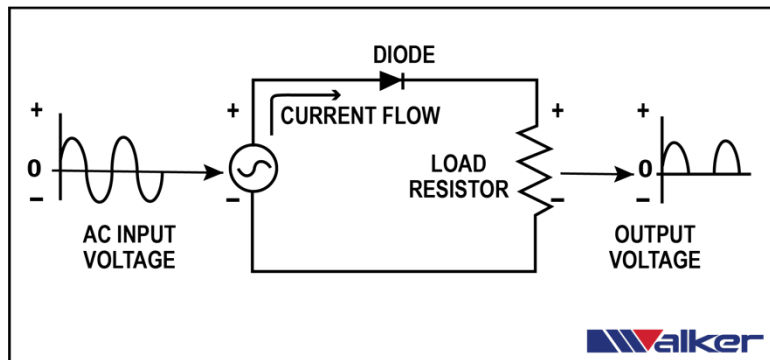 DIODE
+
+
+
+
CURRENT FLOW
0
LOAD
RESISTOR
0
−
−
−
−
AC INPUT
VOLTAGE
OUTPUT
VOLTAGE
Walker